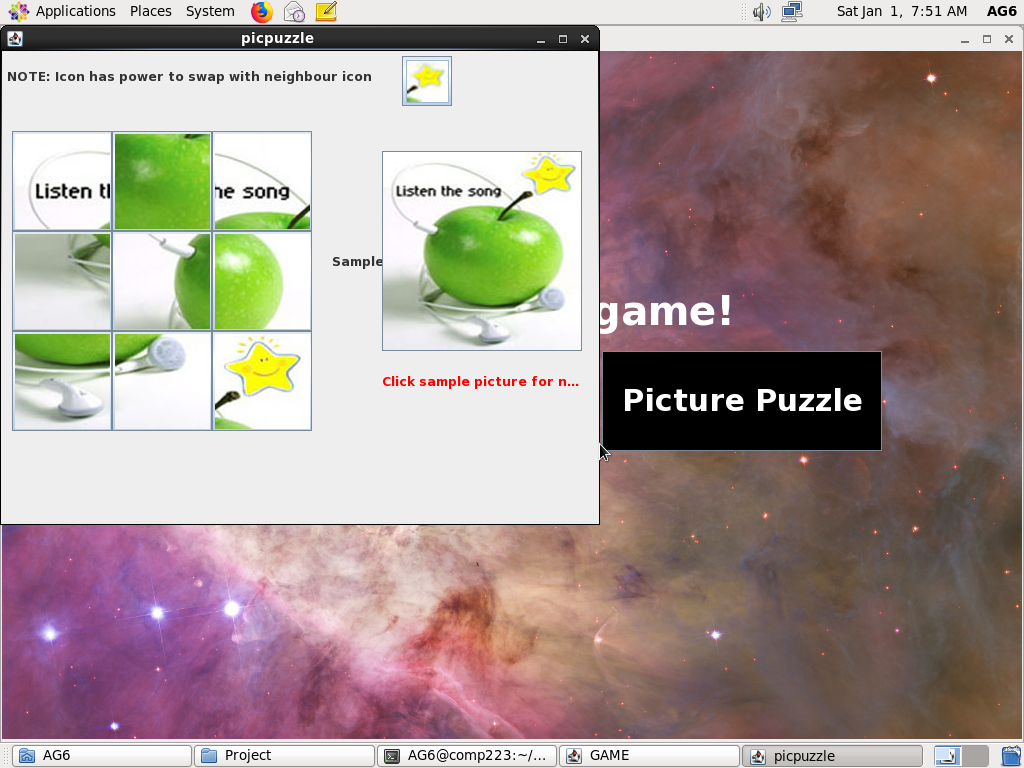 Applications Places System
Sat Jan 1, 7:51 AM AG6
picpuzzle
NOTE: Icon has power to swap with neighbour icon
Listen tl
he song
Sample
Listen the song
Click sample picture for n...
game!
Picture Puzzle
AG6
Project
AG6@comp223:~/...
GAME
picpuzzle